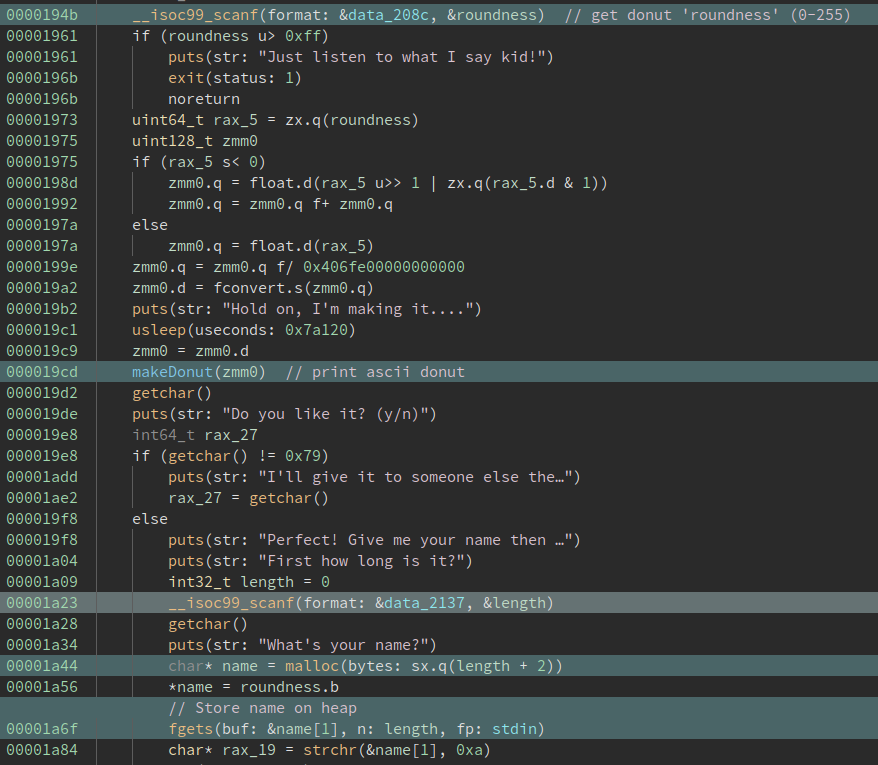 0000194b __isoc99_scanf(format: &data_208c, &roundness)  // get donut 'roundness' (0-255)
00001961 if (roundness u> 0xff)
00001961     puts(str: "Just listen to what I say kid!")
0000196b     exit(status: 1)
0000196b     noreturn
00001973 uint64_t rax_5 = zx.q(roundness)
00001975 uint128_t zmm0
00001975 if (rax_5 s< 0)
0000198d     zmm0.q = float.d(rax_5 u>> 1 | zx.q(rax_5.d & 1))
00001992     zmm0.q = zmm0.q f+ zmm0.q
0000197a else
0000197a     zmm0.q = float.d(rax_5)
0000199e zmm0.q = zmm0.q f/ 0x406fe00000000000
000019a2 zmm0.d = fconvert.s(zmm0.q)
000019b2 puts(str: "Hold on, I'm making it....")
000019c1 usleep(useconds: 0x7a120)
000019c9 zmm0 = zmm0.d
000019cd makeDonut(zmm0)  // print ascii donut
000019d2 getchar()
000019de puts(str: "Do you like it? (y/n)")
000019e8 int64_t rax_27
000019e8 if (getchar() != 0x79)
00001add     puts(str: "I'll give it to someone else the…")
00001ae2     rax_27 = getchar()
000019f8 else
000019f8     puts(str: "Perfect! Give me your name then …")
00001a04     puts(str: "First how long is it?")
00001a09     int32_t length = 0
00001a23     __isoc99_scanf(format: &data_2137, &length)
00001a28     getchar()
00001a34     puts(str: "What's your name?")
00001a44     char* name = malloc(bytes: sx.q(length + 2))
00001a56     *name = roundness.b
// Store name on heap
00001a6f     fgets(buf: &name[1], n: length, fp: stdin)
00001a84     char* rax_19 = strchr(&name[1], 0xa)